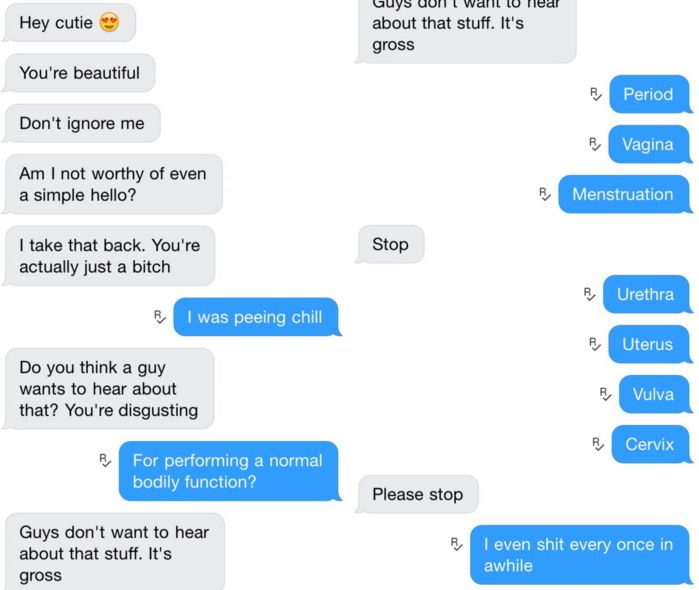 Hey cutie 😍
You're beautiful
Don't ignore me
Am I not worthy of even
a simple hello?
I take that back. You're
actually just a bitch
I was peeing chill
Do you think a guy
wants to hear about
that? You're disgusting
For performing a normal
bodily function?
Guys don't want to hear
about that stuff. It's
gross
Guys don't want to hear
about that stuff. It's
gross
Period
Vagina
Menstruation
Stop
Urethra
Uterus
Vulva
Cervix
Please stop
I even shit every once in
awhile